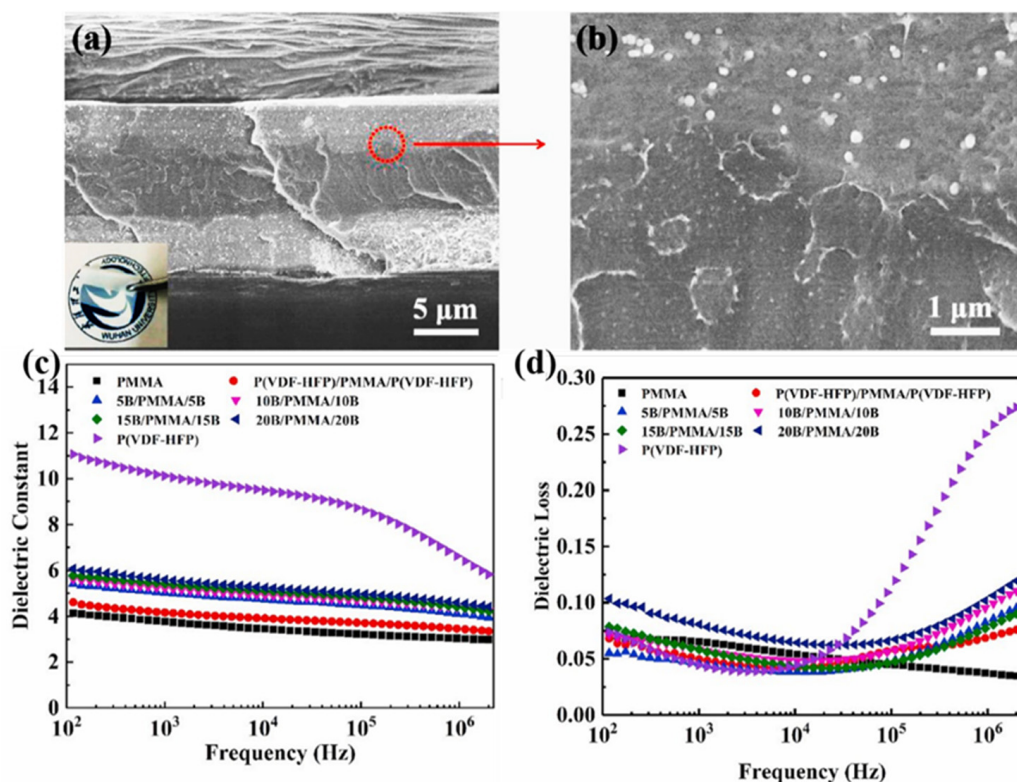 (a)
5 μm
WUHAN UNIVERSITY
(b)
1 μm
(c)
14
12
10
8
6
4
2
0
Dielectric Constant
PMMA P(VDF-HFP)/PMMA/P(VDF-HFP)
5B/PMMA/5B 10B/PMMA/10B
15B/PMMA/15B 20B/PMMA/20B
P(VDF-HFP)
10² 10³ 10⁴ 10⁵ 10⁶
Frequency (Hz)
(d)
0.30
0.25
0.20
0.15
0.10
0.05
0.00
Dielectric Loss
PMMA P(VDF-HFP)/PMMA/P(VDF-HFP)
5B/PMMA/5B 10B/PMMA/10B
15B/PMMA/15B 20B/PMMA/20B
P(VDF-HFP)
10² 10³ 10⁴ 10⁵ 10⁶
Frequency (Hz)